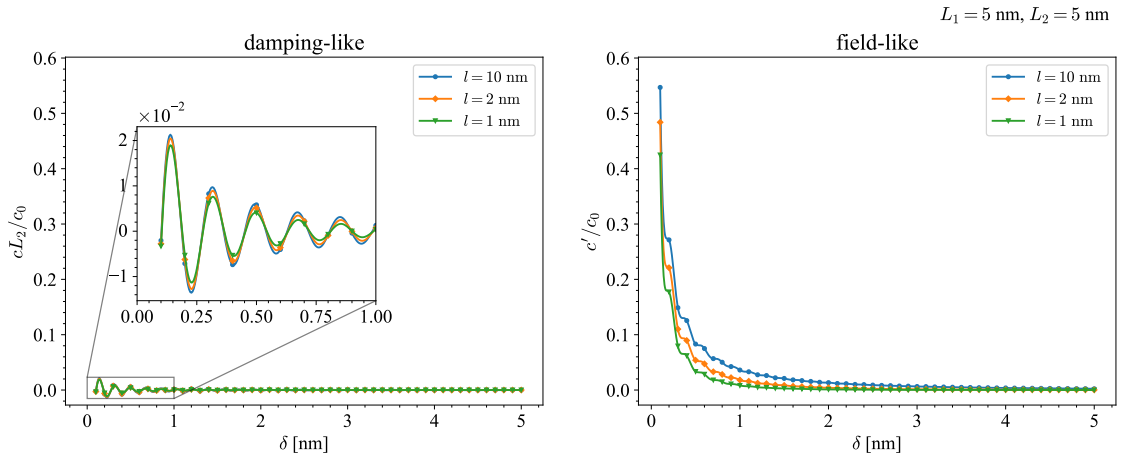 L₁ = 5 nm, L₂ = 5 nm
damping-like
0.6
0.5
0.4
0.3
0.2
0.1
0.0
cL₂/c₀
l = 10 nm
l = 2 nm
l = 1 nm
×10⁻²
2
1
0
−1
0.00 0.25 0.50 0.75 1.00
0 1 2 3 4 5
δ [nm]
field-like
0.6
0.5
0.4
0.3
0.2
0.1
0.0
c′/c₀
l = 10 nm
l = 2 nm
l = 1 nm
0 1 2 3 4 5
δ [nm]